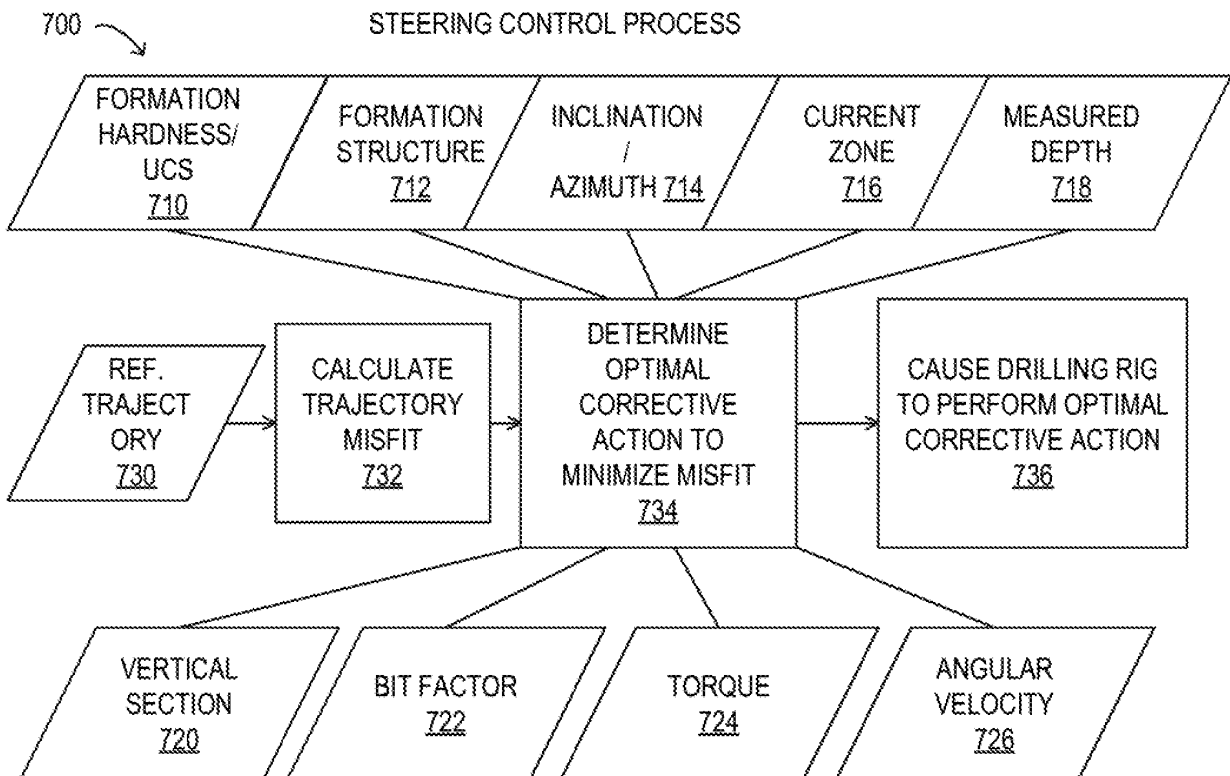 700
STEERING CONTROL PROCESS
FORMATION
HARDNESS/
UCS
710
FORMATION
STRUCTURE
712
INCLINATION
/
AZIMUTH 714
CURRENT
ZONE
716
MEASURED
DEPTH
718
REF.
TRAJECT
ORY
730
CALCULATE
TRAJECTORY
MISFIT
732
DETERMINE
OPTIMAL
CORRECTIVE
ACTION TO
MINIMIZE MISFIT
734
CAUSE DRILLING RIG
TO PERFORM OPTIMAL
CORRECTIVE ACTION
736
VERTICAL
SECTION
720
BIT FACTOR
722
TORQUE
724
ANGULAR
VELOCITY
726